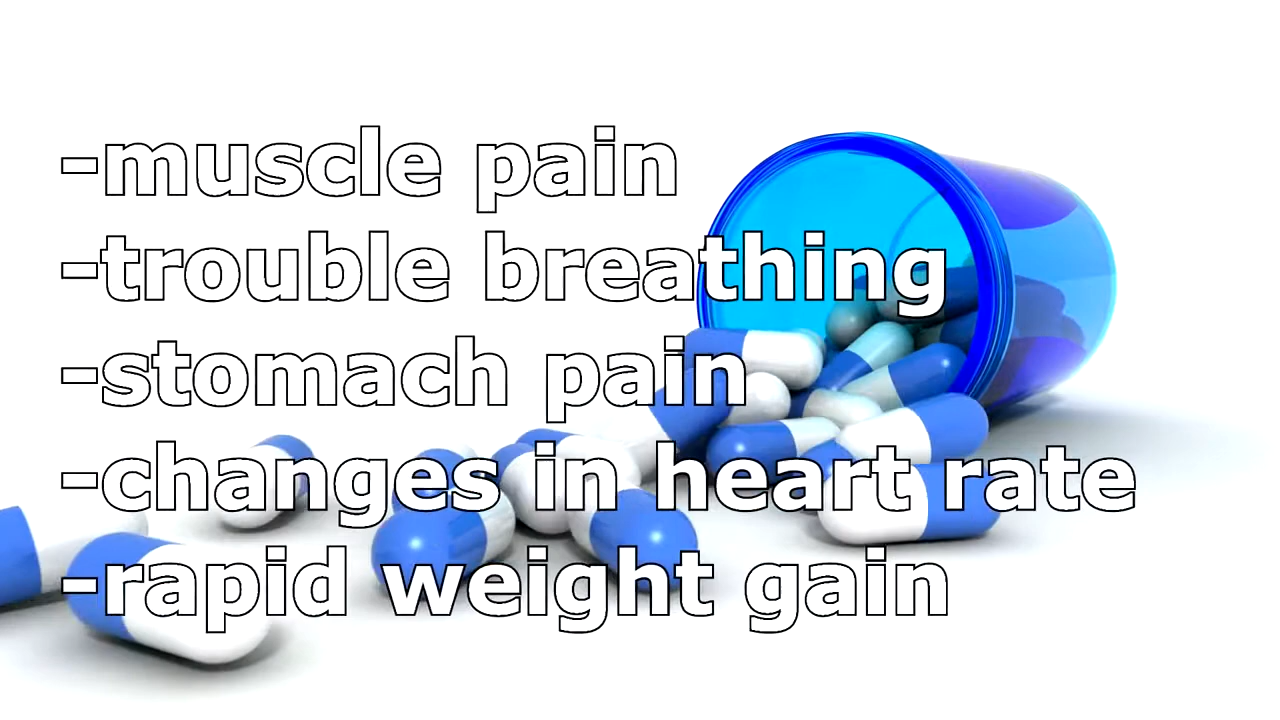 -muscle pain
-trouble breathing
-stomach pain
-changes in heart rate
-rapid weight gain